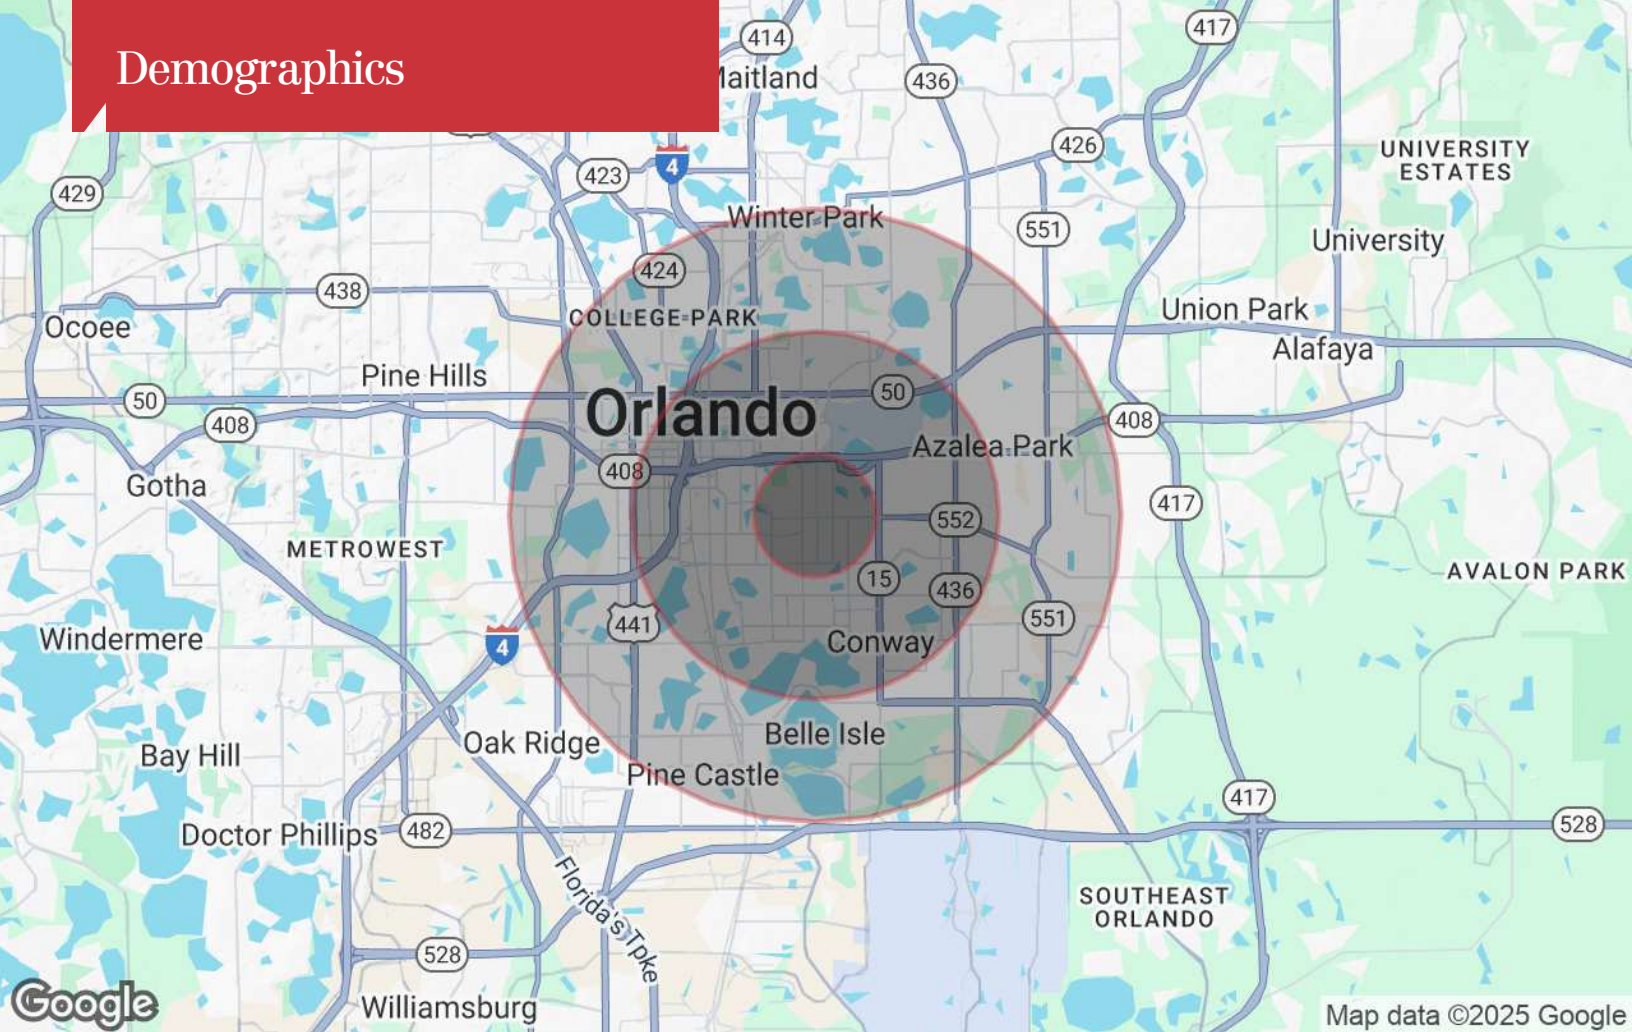 Demographics
414
417
Maitland
436
426
UNIVERSITY
ESTATES
423
4
429
Winter Park
551
University
424
438
Union Park
COLLEGE PARK
Ocoee
Alafaya
Pine Hills
50
50
Orlando
408
408
Azalea Park
408
Gotha
417
552
METROWEST
AVALON PARK
15
436
551
441
Windermere
4
Conway
Belle Isle
Oak Ridge
Bay Hill
Pine Castle
417
Doctor Phillips
482
528
Florida's Tpke
SOUTHEAST
ORLANDO
528
Google
Williamsburg
Map data ©2025 Google